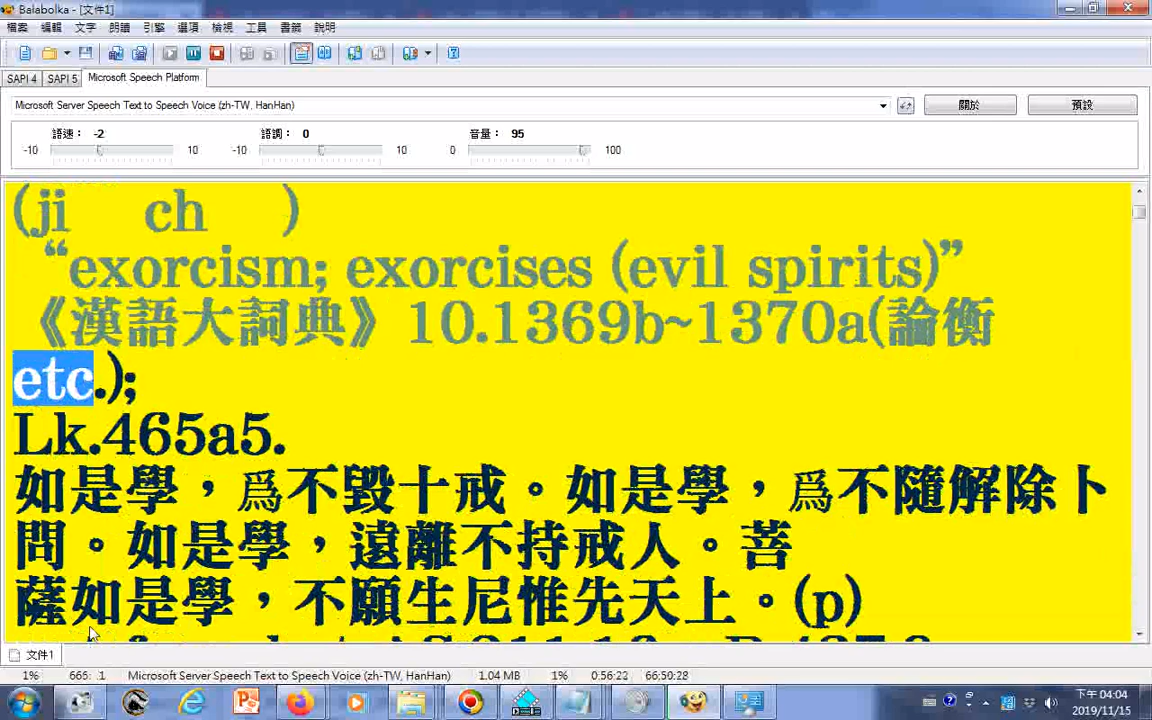 Balabolka - [文件1]
檔案 編輯 文字 朗讀 引擎 選項 檢視 工具 書籤 說明
SAPI 4 SAPI 5 Microsoft Speech Platform
Microsoft Server Speech Text to Speech Voice (zh-TW, HanHan) 關於 預設
語速： -2 語調： 0 音量： 95
-10 10 -10 10 0 100
(ji ch )
“exorcism; exorcises (evil spirits)”
《漢語大詞典》10.1369b~1370a(論衡
etc.);
Lk.465a5.
如是學，爲不毀十戒。如是學，爲不隨解除卜
問。如是學，遠離不持戒人。菩
薩如是學，不願生尼惟先天上。(p)
文件1
1% 665: 1 Microsoft Server Speech Text to Speech Voice (zh-TW, HanHan) 1.04 MB 1% 0:56:22 66:50:28
下午 04:04
2019/11/15